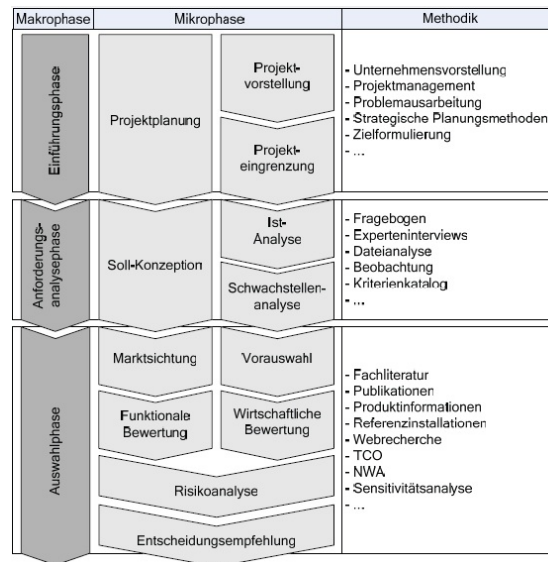 Makrophase
Mikrophase
Methodik
Einführungsphase
Projektplanung
Projekt-
vorstellung
Projekt-
eingrenzung
- Unternehmensvorstellung
- Projektmanagement
- Problemausarbeitung
- Strategische Planungsmethoden
- Zielformulierung
- ...
Anforderungs-
analysephase
Soll-Konzeption
Ist-
Analyse
Schwachstellen-
analyse
- Fragebogen
- Experteninterviews
- Dateianalyse
- Beobachtung
- Kriterienkatalog
- ...
Auswahlphase
Marktsichtung
Vorauswahl
Funktionale
Bewertung
Wirtschaftliche
Bewertung
Risikoanalyse
Entscheidungsempfehlung
- Fachliteratur
- Publikationen
- Produktinformationen
- Referenzinstallationen
- Webrecherche
- TCO
- NWA
- Sensitivitätsanalyse
- ...